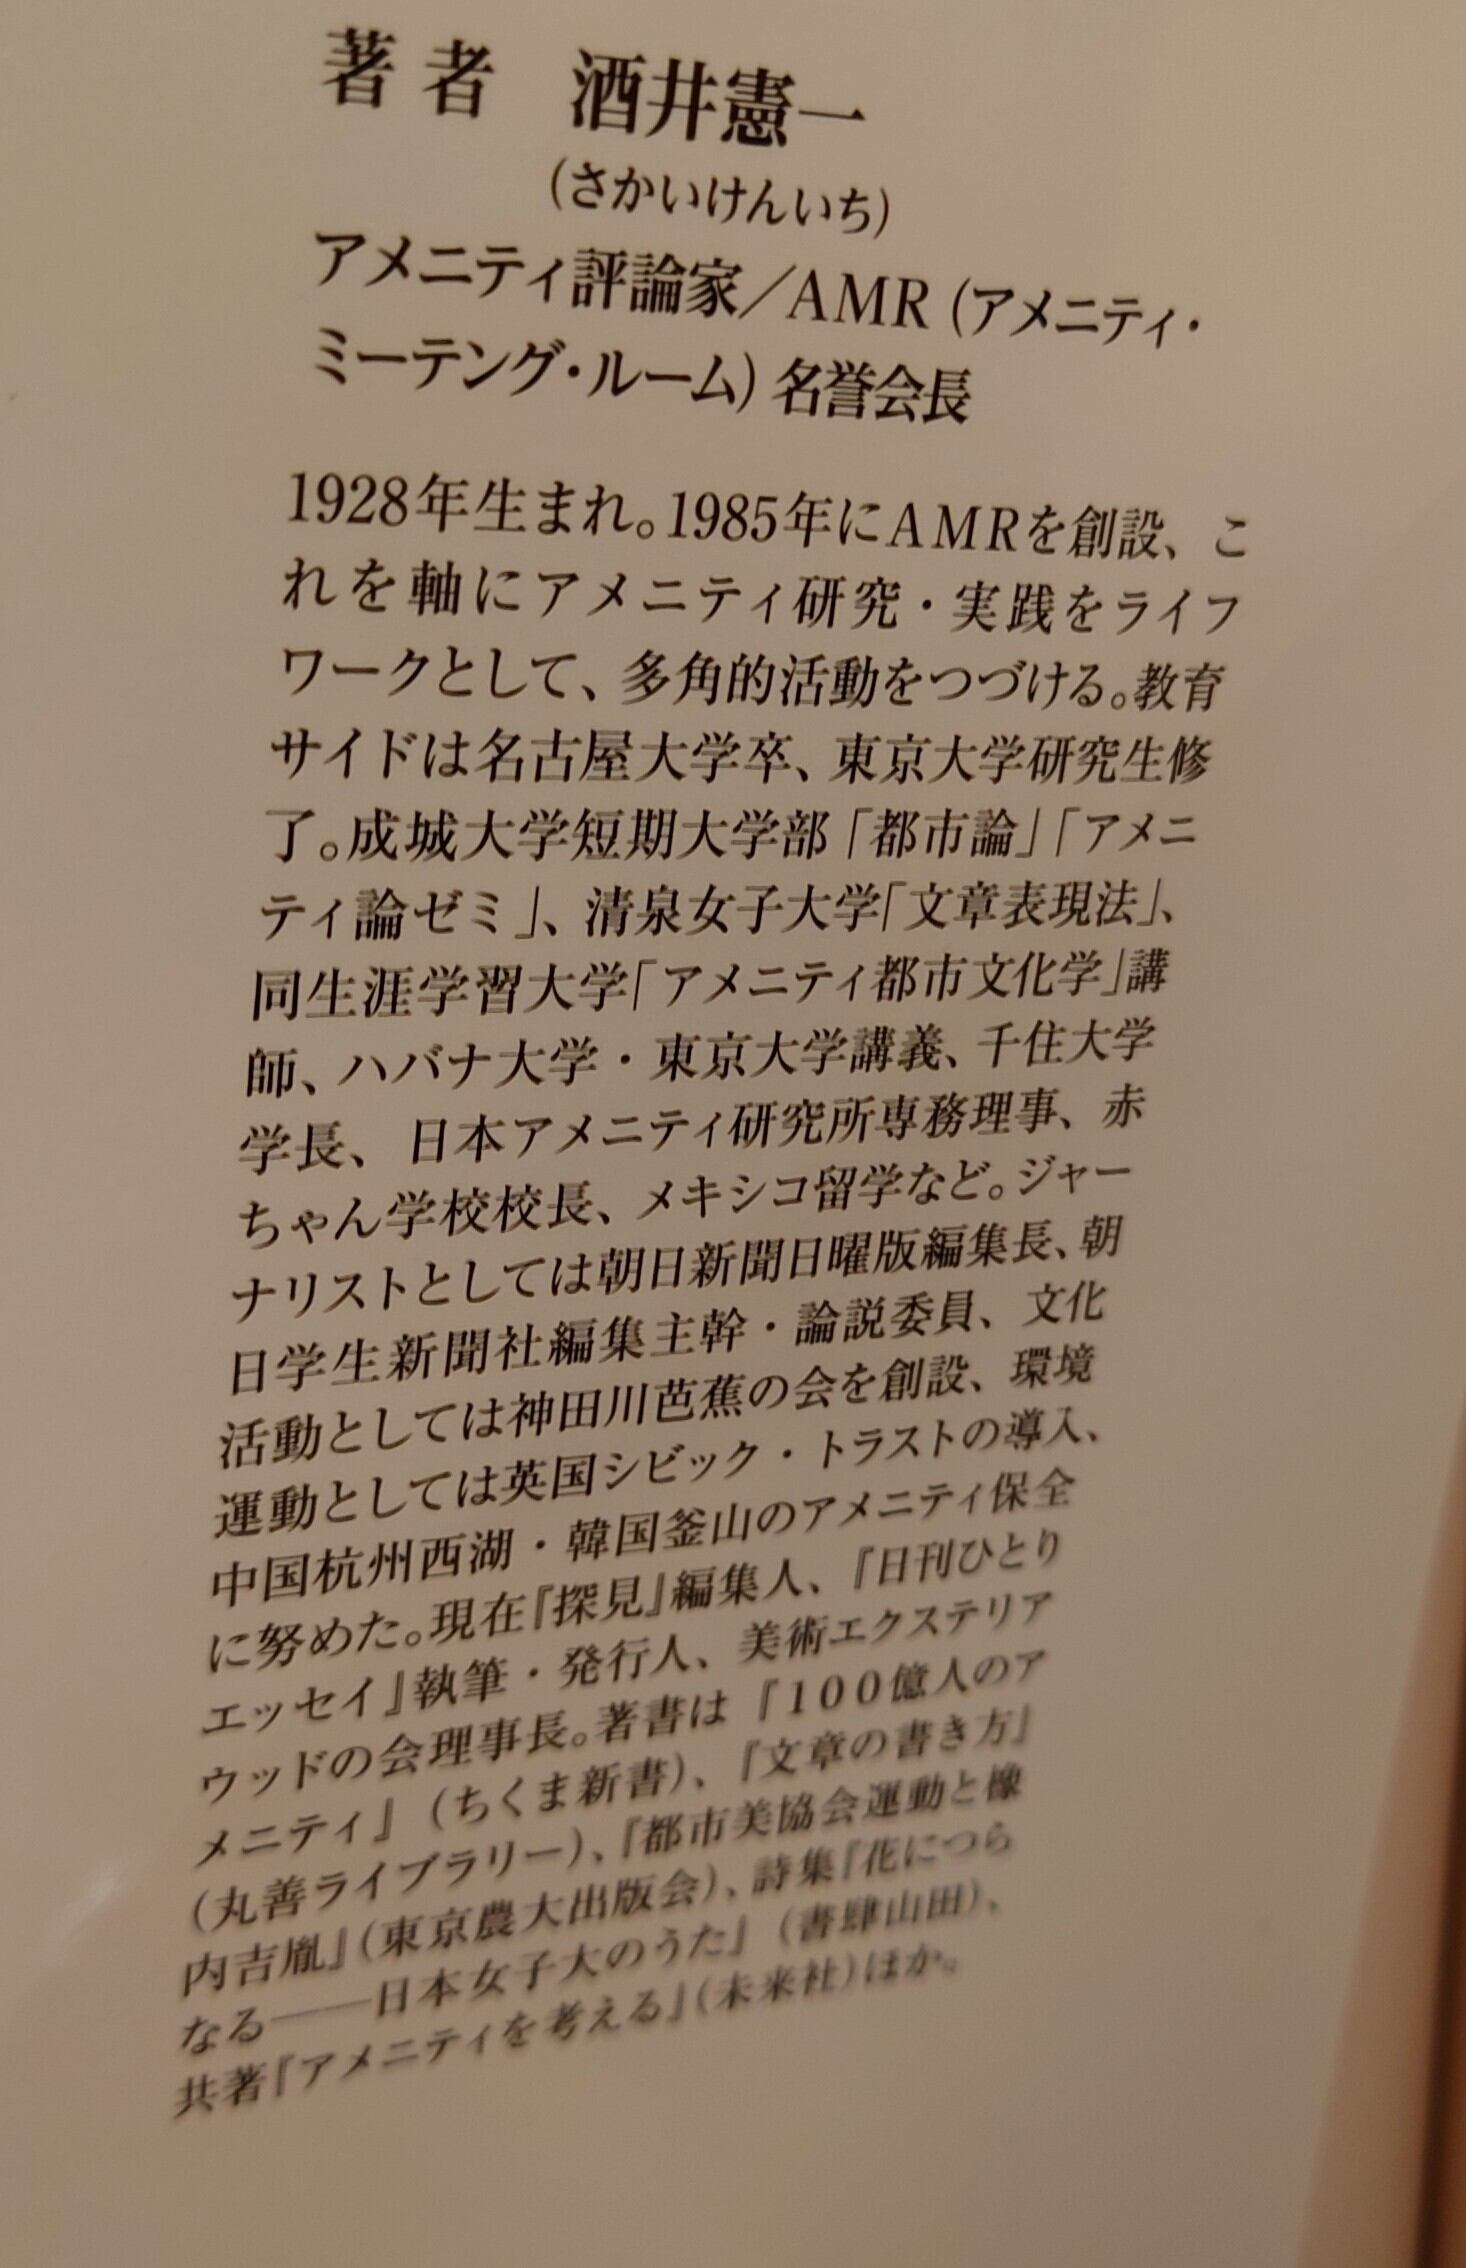 著者　酒井憲一
(さかいけんいち)
アメニティ評論家／AMR (アメニティ・
ミーテング・ルーム) 名誉会長
1928年生まれ。1985年にAMRを創設、こ
れを軸にアメニティ研究・実践をライフ
ワークとして、多角的活動をつづける。教育
サイドは名古屋大学卒、東京大学研究生修
了。成城大学短期大学部「都市論」「アメニ
ティ論ゼミ」、清泉女子大学「文章表現法」、
同生涯学習大学「アメニティ都市文化学」講
師、ハバナ大学・東京大学講義、千住大学
学長、日本アメニティ研究所専務理事、赤
ちゃん学校校長、メキシコ留学など。ジャー
ナリストとしては朝日新聞日曜版編集長、朝
日学生新聞社編集主幹・論説委員、文化
活動としては神田川芭蕉の会を創設、環境
運動としては英国シビック・トラストの導入、
中国杭州西湖・韓国釜山のアメニティ保全
に努めた。現在『探見』編集人、『日刊ひとり
エッセイ』執筆・発行人、美術エクステリア
ウッドの会理事長。著書は『100億人のア
メニティ』(ちくま新書)、『文章の書き方』
(丸善ライブラリー)、『都市美協会運動と橡
内吉胤』(東京農大出版会)、詩集『花につら
なる――日本女子大のうた』(書肆山田)、
共著『アメニティを考える』(未来社)ほか。